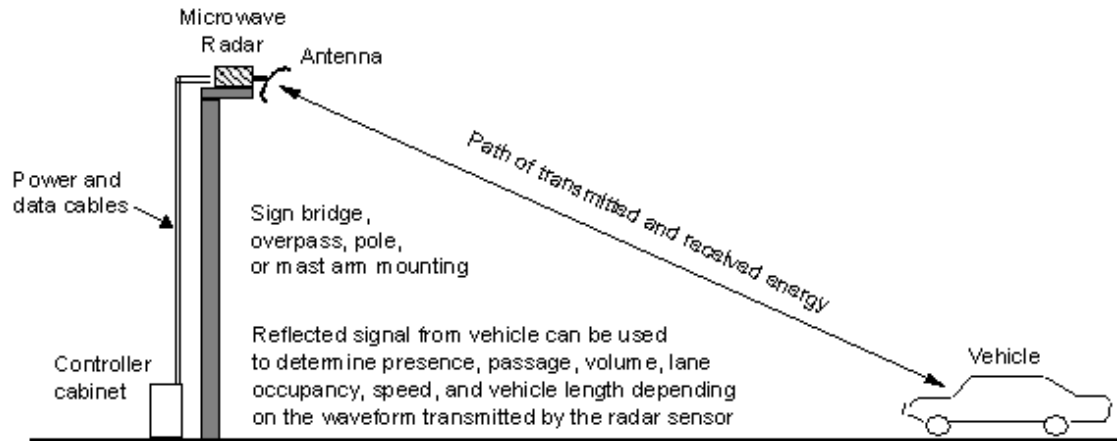 Microwave
Radar
Antenna
Path of transmitted and received energy
Power and
data cables
Sign bridge,
overpass, pole,
or mast arm mounting
Reflected signal from vehicle can be used
to determine presence, passage, volume, lane
occupancy, speed, and vehicle length depending
on the waveform transmitted by the radar sensor
Controller
cabinet
Vehicle